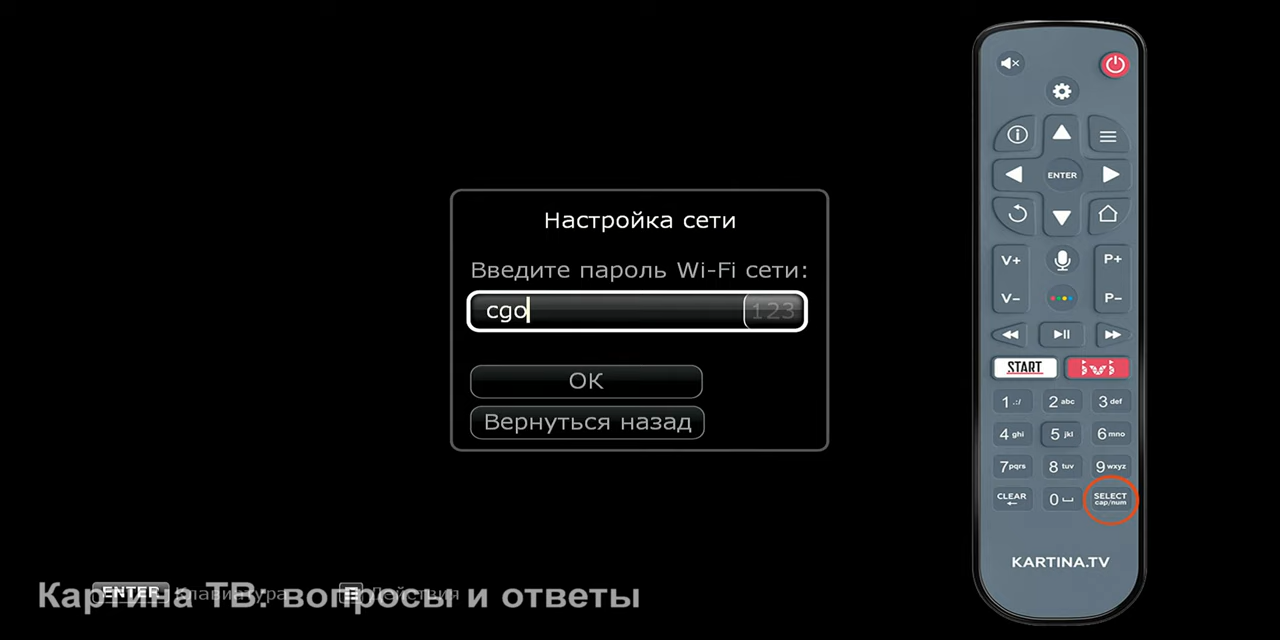 Настройка сети
Введите пароль Wi-Fi сети:
cgo 123
OK
Вернуться назад
ENTER Клавиатура Действия
Картина ТВ: вопросы и ответы
i
ENTER
V+ P+
V– P–
START ivi
1 .:/ 2 abc 3 def
4 ghi 5 jkl 6 mno
7 pqrs 8 tuv 9 wxyz
CLEAR 0 SELECT
cap/num
KARTINA.TV